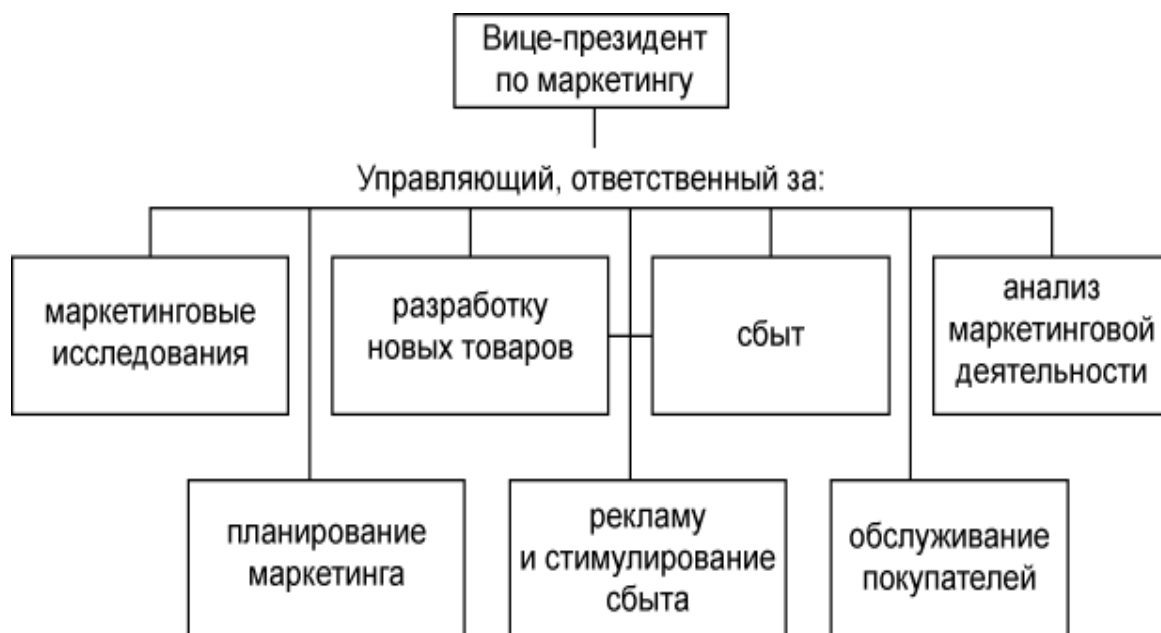 Вице-президент
по маркетингу
Управляющий, ответственный за:
маркетинговые
исследования
разработку
новых товаров
сбыт
анализ
маркетинговой
деятельности
планирование
маркетинга
рекламу
и стимулирование
сбыта
обслуживание
покупателей